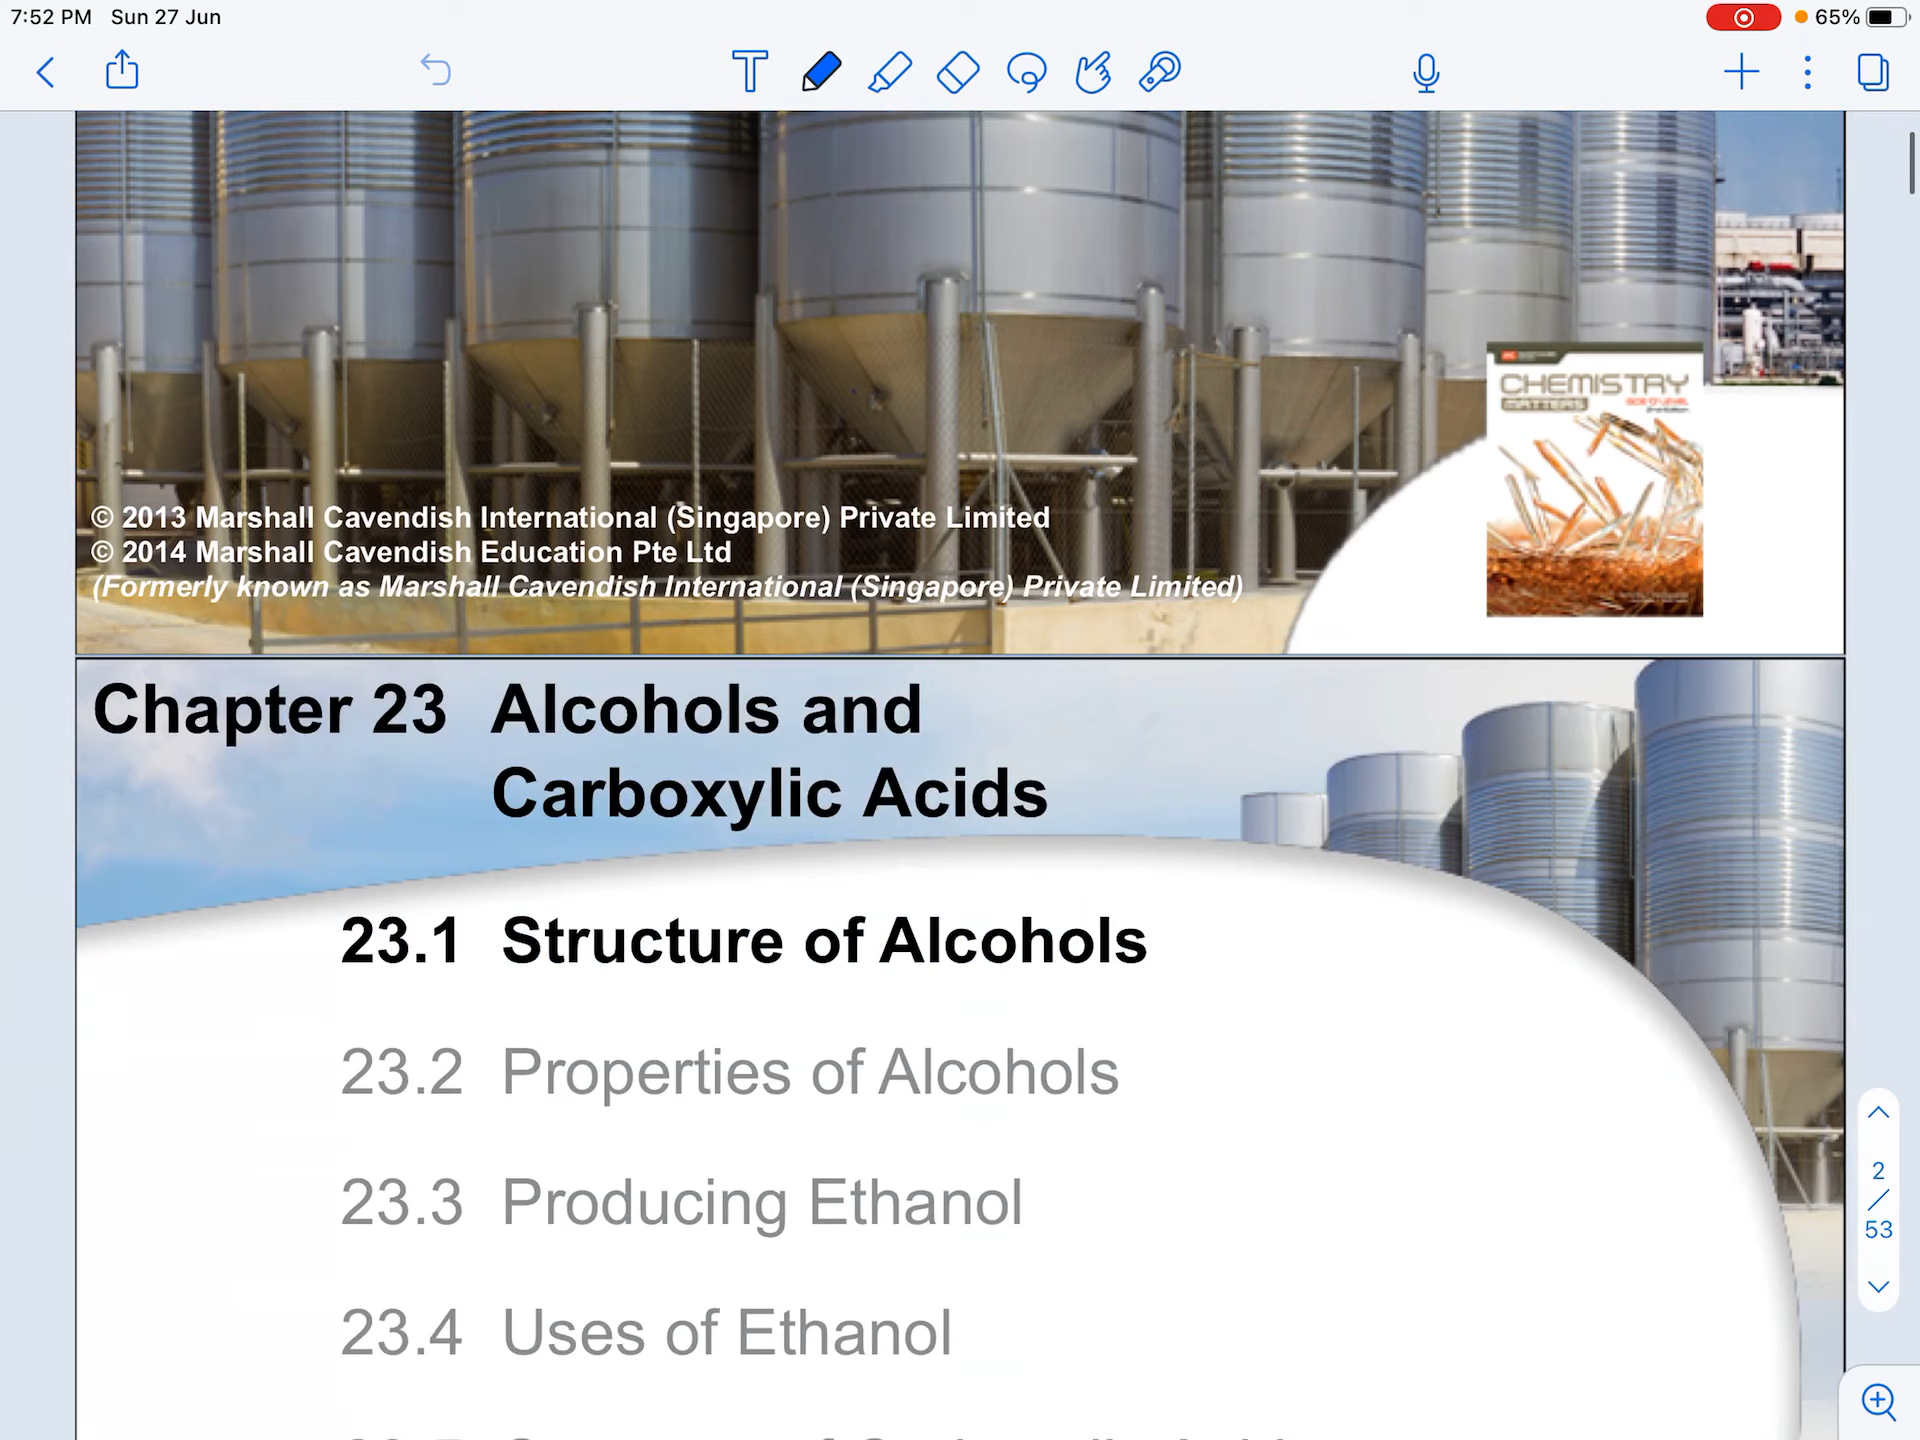 7:52 PM Sun 27 Jun
65%
CHEMISTRY
MATTERS
© 2013 Marshall Cavendish International (Singapore) Private Limited
© 2014 Marshall Cavendish Education Pte Ltd
(Formerly known as Marshall Cavendish International (Singapore) Private Limited)
Chapter 23 Alcohols and
Carboxylic Acids
23.1 Structure of Alcohols
23.2 Properties of Alcohols
23.3 Producing Ethanol
23.4 Uses of Ethanol
2
/
53